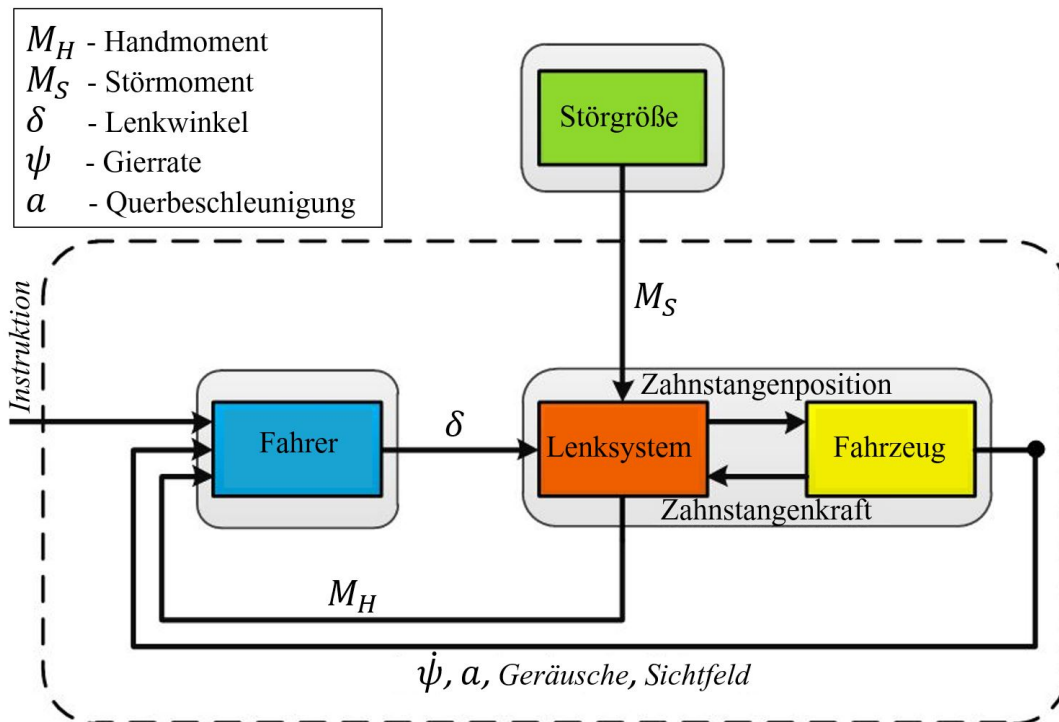 M_H - Handmoment
M_S - Störmoment
δ - Lenkwinkel
ψ - Gierrate
a - Querbeschleunigung
Störgröße
M_S
Instruktion
Zahnstangenposition
Fahrer
δ
Lenksystem
Fahrzeug
Zahnstangenkraft
M_H
ψ̇, a, Geräusche, Sichtfeld